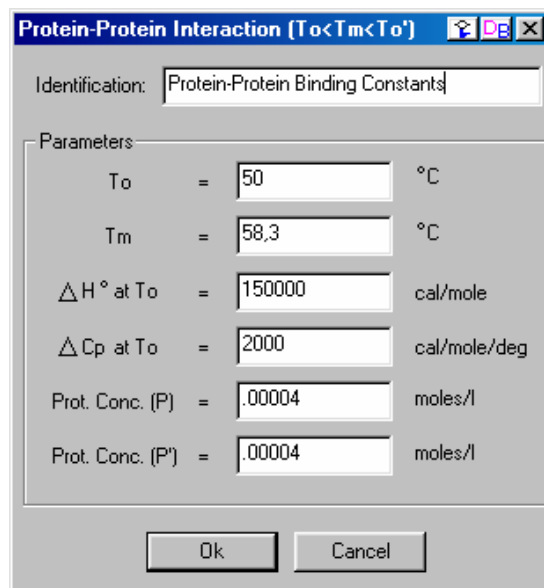 Protein-Protein Interaction (To<Tm<To')
DB
Identification: Protein-Protein Binding Constants
Parameters
To = 50 °C
Tm = 58,3 °C
△H° at To = 150000 cal/mole
△Cp at To = 2000 cal/mole/deg
Prot. Conc. (P) = .00004 moles/l
Prot. Conc. (P') = .00004 moles/l
Ok Cancel